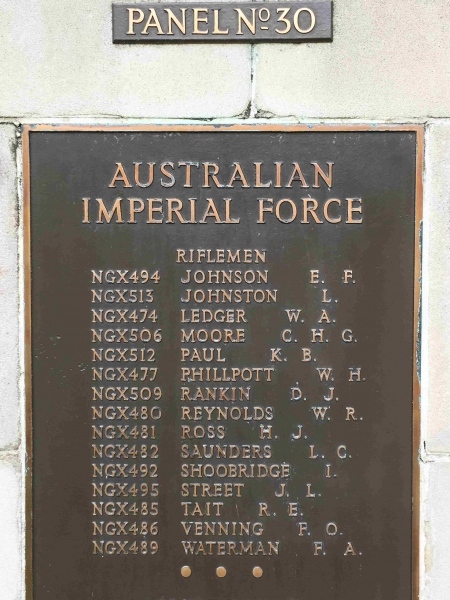 PANEL Nº 30
AUSTRALIAN
IMPERIAL FORCE
RIFLEMEN
NGX494 JOHNSON E. F.
NGX513 JOHNSTON L.
NGX474 LEDGER W. A.
NGX506 MOORE C. H. G.
NGX512 PAUL K. B.
NGX477 PHILLPOTT W. H.
NGX509 RANKIN D. J.
NGX480 REYNOLDS W. R.
NGX481 ROSS H. J.
NGX482 SAUNDERS L. C.
NGX492 SHOOBRIDGE I.
NGX495 STREET J. L.
NGX485 TAIT R. E.
NGX486 VENNING F. O.
NGX489 WATERMAN F. A.